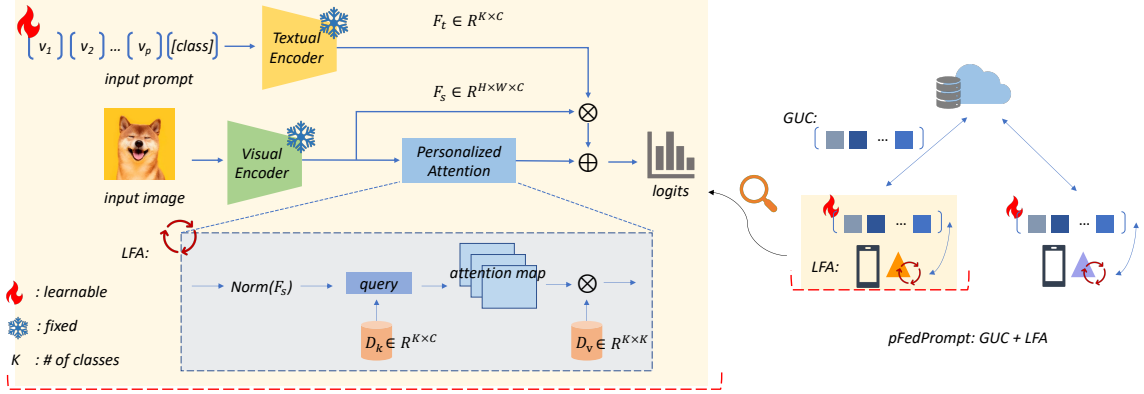 v1 v2 ... vp [class]
input prompt
Textual
Encoder
F_t ∈ R^{K×C}
input image
Visual
Encoder
F_s ∈ R^{H×W×C}
Personalized
Attention
logits
LFA:
Norm(F_s)
query
attention map
D_k ∈ R^{K×C}
D_v ∈ R^{K×K}
: learnable
: fixed
K : # of classes
GUC:
...
...
...
LFA:
pFedPrompt: GUC + LFA